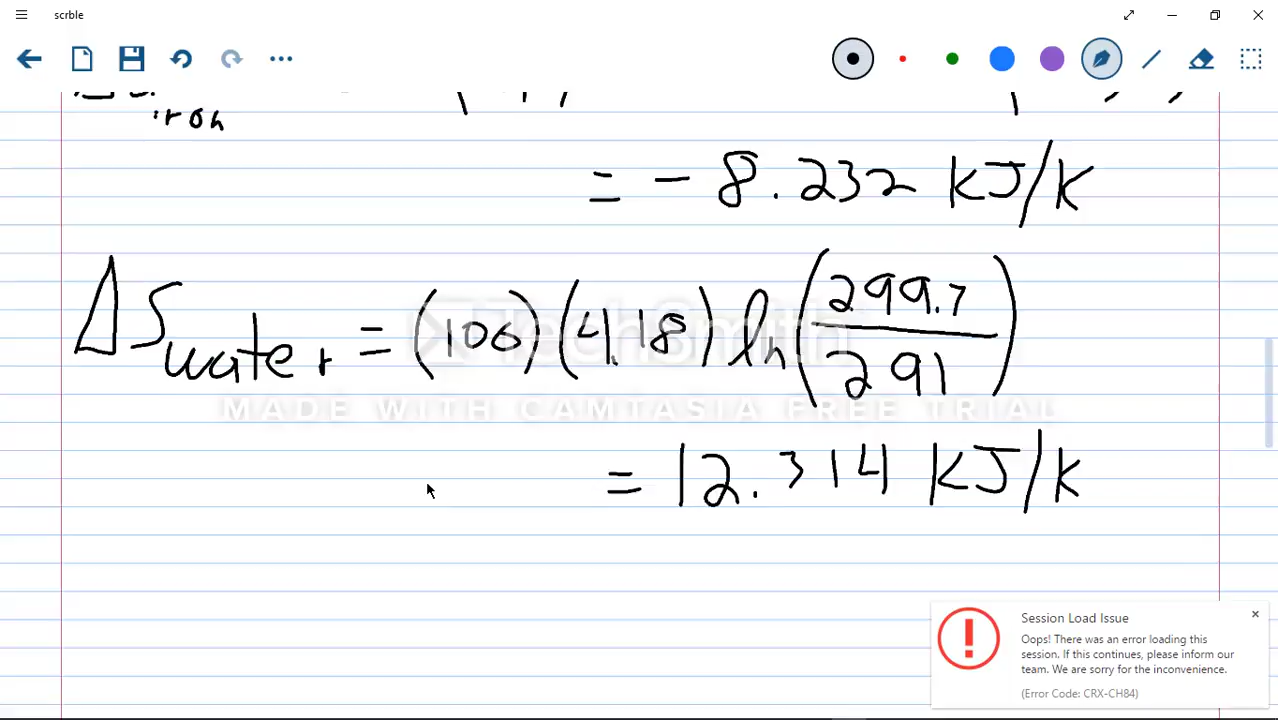 scrble
iron
= - 8.232 kJ/K
ΔS water = (100)(4.18) ln(299.7/291)
TechSmith
MADE WITH CAMTASIA FREE TRIAL
= 12.314 kJ/K
Session Load Issue
Oops! There was an error loading this
session. If this continues, please inform our
team. We are sorry for the inconvenience.
(Error Code: CRX-CH84)